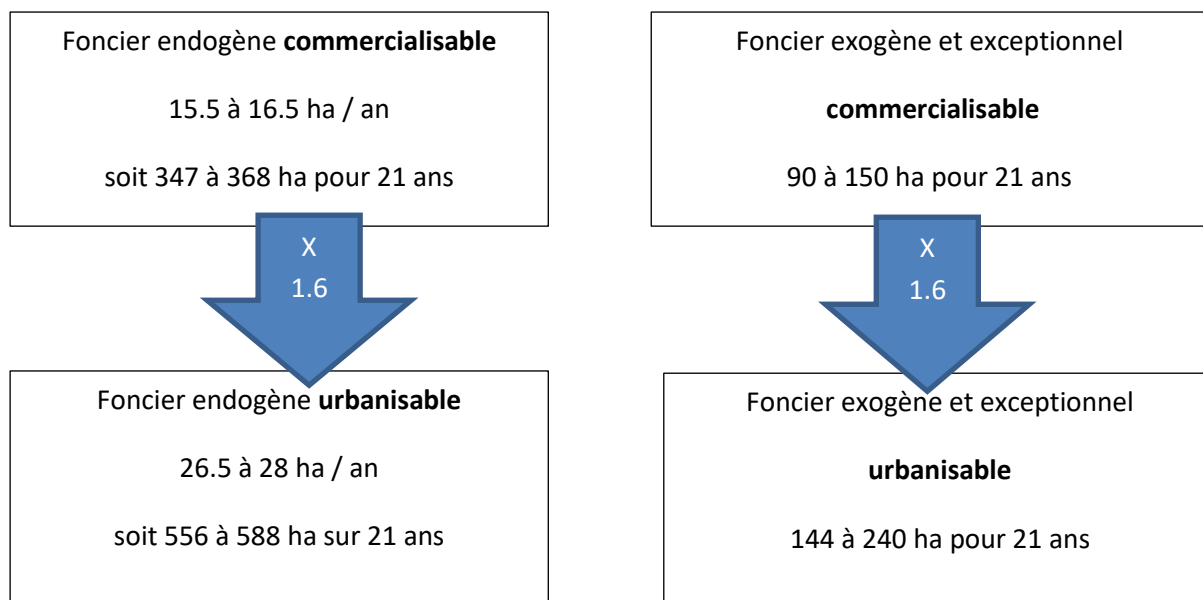 Foncier endogène commercialisable
15.5 à 16.5 ha / an
soit 347 à 368 ha pour 21 ans
X
1.6
Foncier endogène urbanisable
26.5 à 28 ha / an
soit 556 à 588 ha sur 21 ans
Foncier exogène et exceptionnel
commercialisable
90 à 150 ha pour 21 ans
X
1.6
Foncier exogène et exceptionnel
urbanisable
144 à 240 ha pour 21 ans